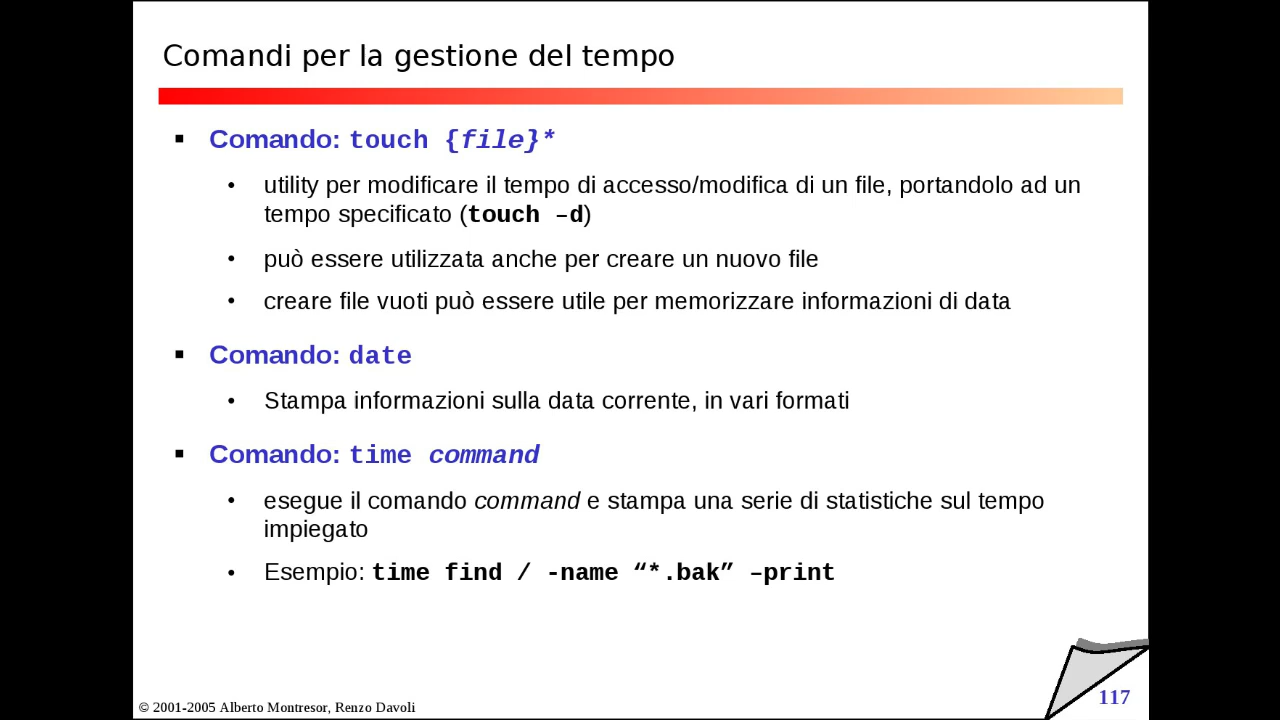 Comandi per la gestione del tempo
▪ Comando: touch {file}*
• utility per modificare il tempo di accesso/modifica di un file, portandolo ad un
tempo specificato (touch –d)
• può essere utilizzata anche per creare un nuovo file
• creare file vuoti può essere utile per memorizzare informazioni di data
▪ Comando: date
• Stampa informazioni sulla data corrente, in vari formati
▪ Comando: time command
• esegue il comando command e stampa una serie di statistiche sul tempo
impiegato
• Esempio: time find / -name “*.bak” –print
© 2001-2005 Alberto Montresor, Renzo Davoli
117